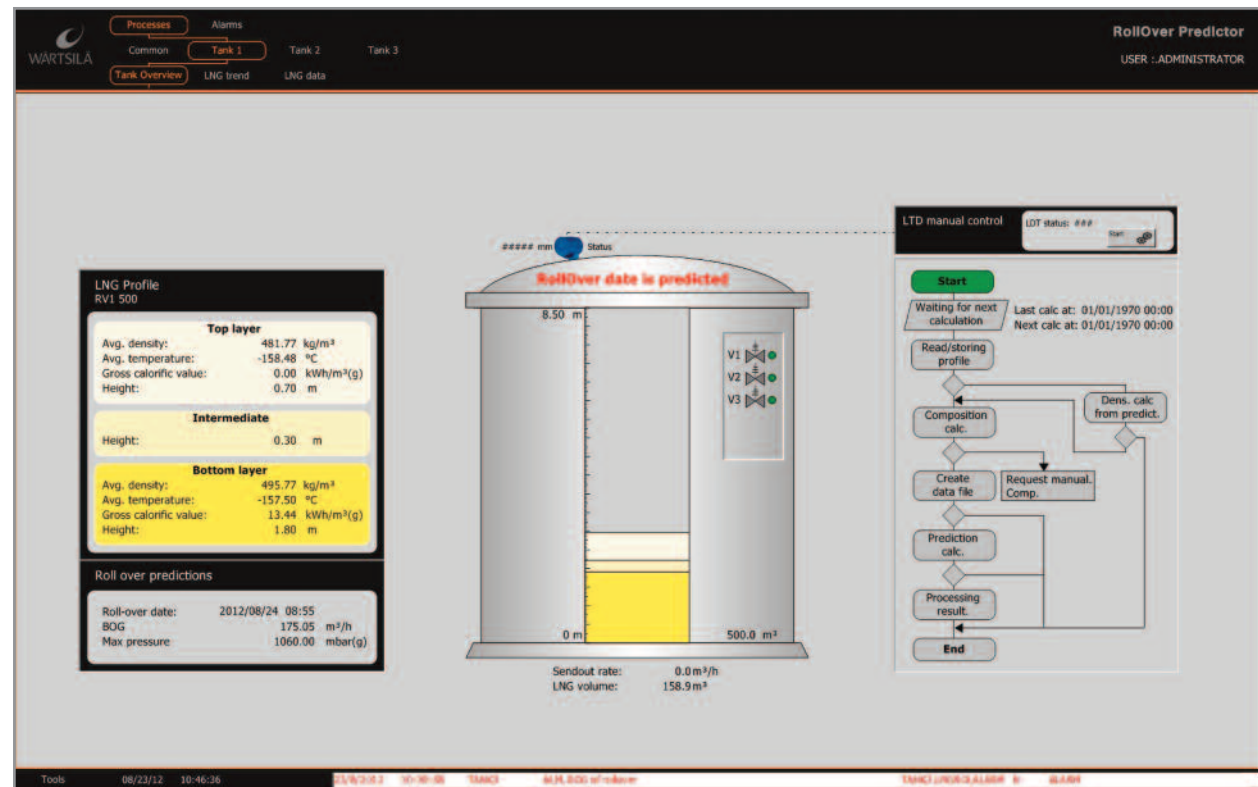 WÄRTSILÄ
Processes Alarms
Common Tank 1 Tank 2 Tank 3
Tank Overview LNG trend LNG data
RollOver Predictor
USER :.ADMINISTRATOR
LNG Profile
RV1 500
Top layer
Avg. density: 481.77 kg/m³
Avg. temperature: -158.48 °C
Gross calorific value: 0.00 kWh/m³(g)
Height: 0.70 m
Intermediate
Height: 0.30 m
Bottom layer
Avg. density: 495.77 kg/m³
Avg. temperature: -157.50 °C
Gross calorific value: 13.44 kWh/m³(g)
Height: 1.80 m
Roll over predictions
Roll-over date: 2012/08/24 08:55
BOG 175.05 m³/h
Max pressure 1060.00 mbar(g)
##### mm Status
RollOver date is predicted
8.50 m
V1
V2
V3
0 m 500.0 m³
Sendout rate: 0.0 m³/h
LNG volume: 158.9 m³
LTD manual control
LDT status: ###
Start
Start
Waiting for next
calculation
Last calc at: 01/01/1970 00:00
Next calc at: 01/01/1970 00:00
Read/storing
profile
Dens. calc
from predict.
Composition
calc.
Create
data file
Request manual.
Comp.
Prediction
calc.
Processing
result.
End
Tools 08/23/12 10:46:36